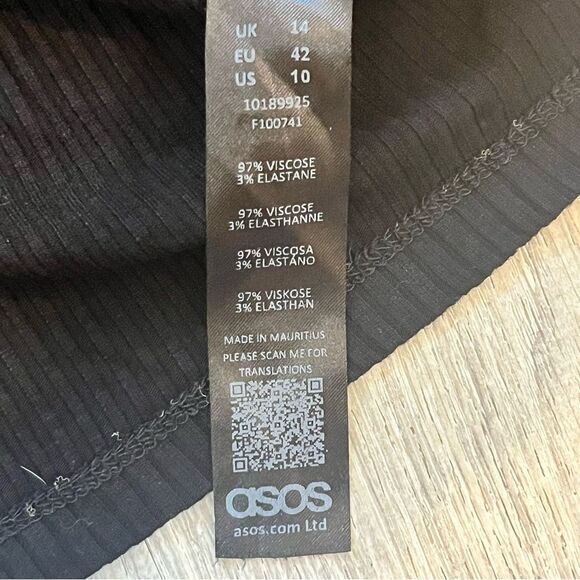 UK 14
EU 42
US 10
10189925
F100741
97% VISCOSE
3% ELASTANE
97% VISCOSE
3% ELASTHANNE
97% VISCOSA
3% ELASTANO
97% VISKOSE
3% ELASTHAN
MADE IN MAURITIUS
PLEASE SCAN ME FOR
TRANSLATIONS
asos
asos.com Ltd